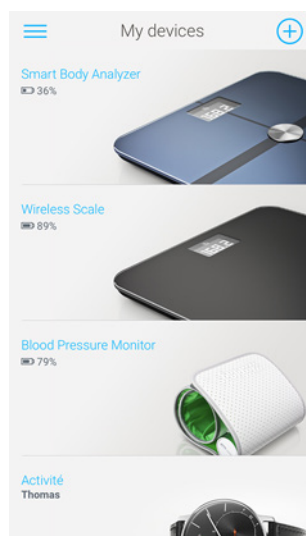 My devices
Smart Body Analyzer
36%
Wireless Scale
89%
Blood Pressure Monitor
79%
Activité
Thomas